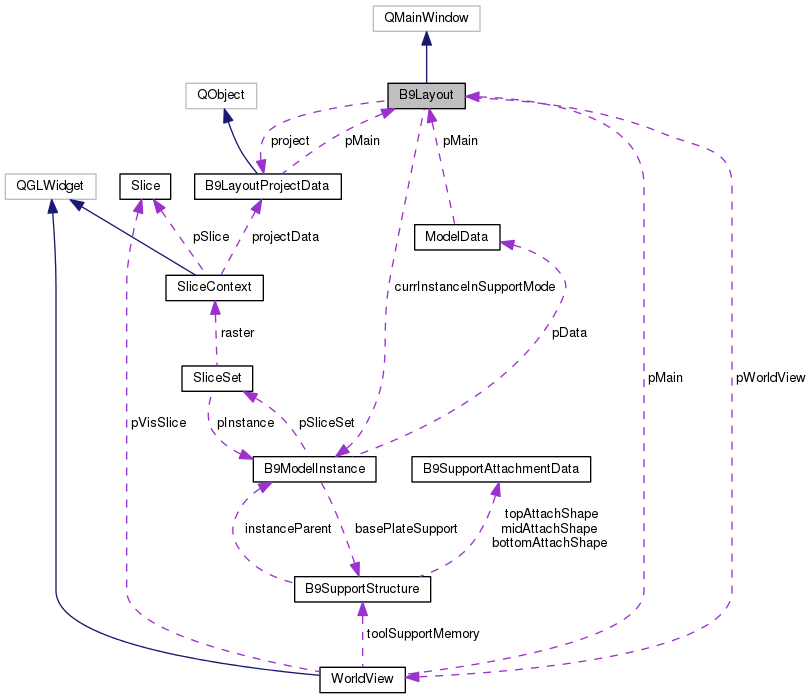 QMainWindow
B9Layout
QObject
project
pMain
pMain
QGLWidget
Slice
B9LayoutProjectData
pSlice
projectData
ModelData
SliceContext
currInstanceInSupportMode
raster
pData
SliceSet
pMain
pWorldView
pVisSlice
pInstance
pSliceSet
B9ModelInstance
B9SupportAttachmentData
instanceParent
basePlateSupport
topAttachShape
midAttachShape
bottomAttachShape
B9SupportStructure
toolSupportMemory
WorldView